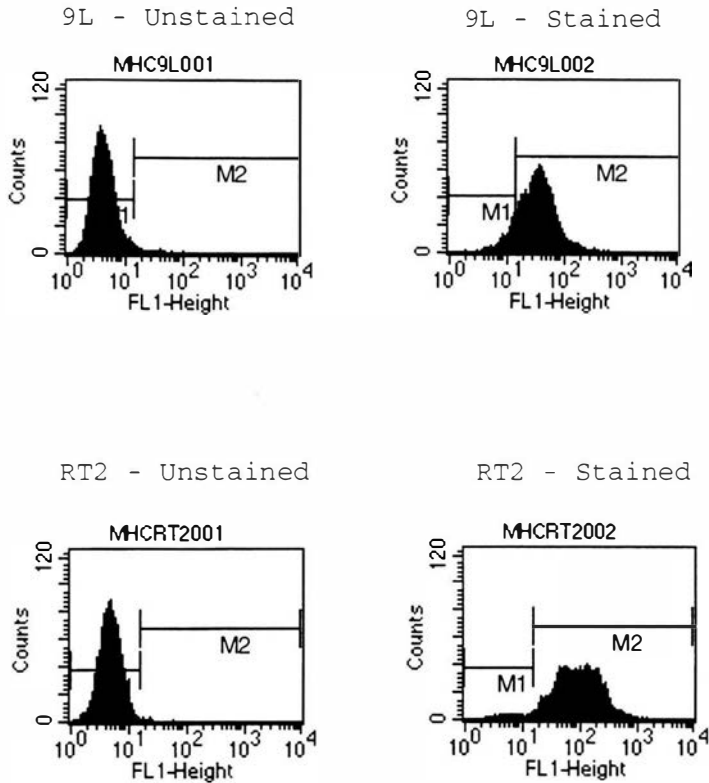 9L - Unstained
9L - Stained
MHC9L001
120
Counts
0
1
M2
10^0 10^1 10^2 10^3 10^4
FL1-Height
MHC9L002
120
Counts
0
M1
M2
10^0 10^1 10^2 10^3 10^4
FL1-Height
RT2 - Unstained
RT2 - Stained
MHCRT2001
120
Counts
0
M2
10^0 10^1 10^2 10^3 10^4
FL1-Height
MHCRT2002
120
Counts
0
M1
M2
10^0 10^1 10^2 10^3 10^4
FL1-Height